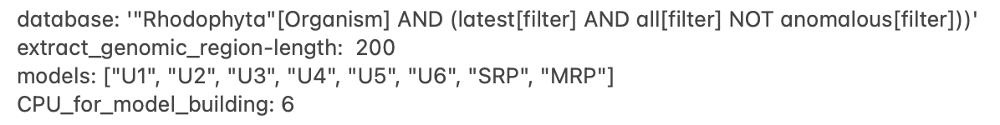 database: '"Rhodophyta"[Organism] AND (latest[filter] AND all[filter] NOT anomalous[filter]))'
extract_genomic_region-length:  200
models: ["U1", "U2", "U3", "U4", "U5", "U6", "SRP", "MRP"]
CPU_for_model_building: 6